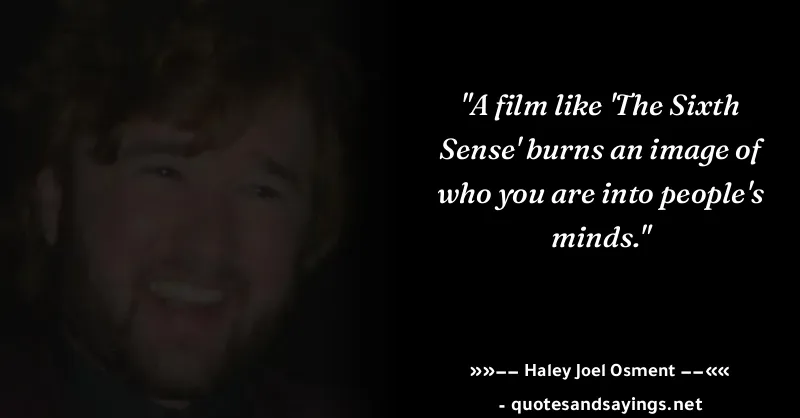 "A film like 'The Sixth
Sense' burns an image of
who you are into people's
minds."
»»–– Haley Joel Osment ––««
- quotesandsayings.net